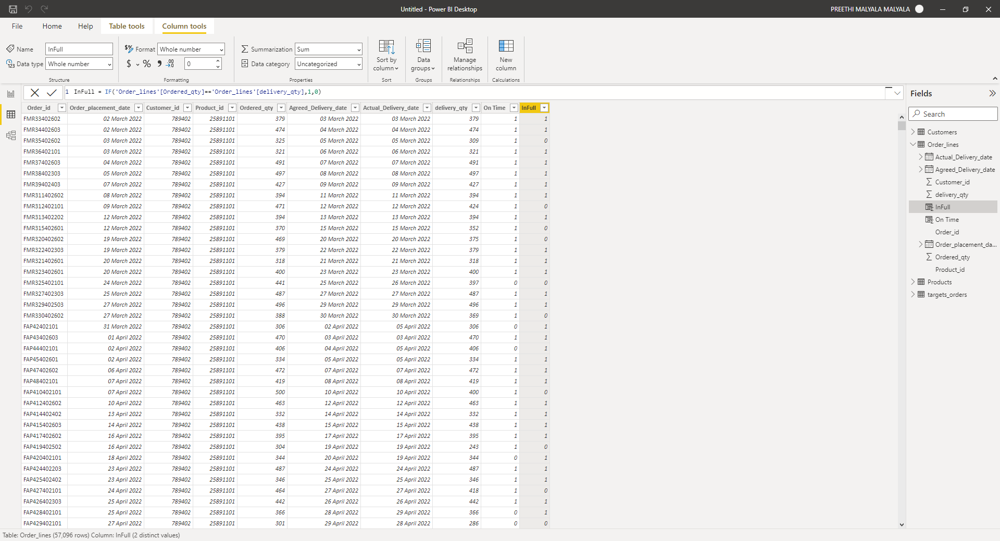 Untitled - Power BI Desktop
PREETHI MALYALA MALYALA
File Home Help Table tools Column tools
Name InFull
Data type Whole number
Structure
Format Whole number
$ % 0
Formatting
Summarization Sum
Data category Uncategorized
Properties
Sort by column
Sort
Data groups
Groups
Manage relationships
Relationships
New column
Calculations
1 InFull = IF('Order_lines'[Ordered_qty]=='Order_lines'[delivery_qty],1,0)
Order_id Order_placement_date Customer_id Product_id Ordered_qty Agreed_Delivery_date Actual_Delivery_date delivery_qty On Time InFull
FMR33402602 02 March 2022 789402 25891101 379 03 March 2022 03 March 2022 379 1 1
FMR34402603 02 March 2022 789402 25891101 474 04 March 2022 04 March 2022 474 1 1
FMR35402602 03 March 2022 789402 25891101 325 05 March 2022 05 March 2022 309 1 0
FMR36402101 03 March 2022 789402 25891101 321 06 March 2022 06 March 2022 321 1 1
FMR37402603 04 March 2022 789402 25891101 491 07 March 2022 07 March 2022 491 1 1
FMR38402303 05 March 2022 789402 25891101 497 08 March 2022 08 March 2022 497 1 1
FMR39402403 07 March 2022 789402 25891101 427 09 March 2022 09 March 2022 427 1 1
FMR311402602 08 March 2022 789402 25891101 394 11 March 2022 11 March 2022 394 1 1
FMR312402101 09 March 2022 789402 25891101 471 12 March 2022 12 March 2022 424 1 0
FMR313402202 12 March 2022 789402 25891101 394 13 March 2022 13 March 2022 394 1 1
FMR315402601 12 March 2022 789402 25891101 370 15 March 2022 15 March 2022 352 1 0
FMR320402602 19 March 2022 789402 25891101 469 20 March 2022 20 March 2022 375 1 0
FMR322402303 19 March 2022 789402 25891101 379 22 March 2022 22 March 2022 379 1 1
FMR321402601 20 March 2022 789402 25891101 318 21 March 2022 21 March 2022 318 1 1
FMR323402601 20 March 2022 789402 25891101 400 23 March 2022 23 March 2022 400 1 1
FMR325402101 24 March 2022 789402 25891101 441 25 March 2022 26 March 2022 397 0 0
FMR327402303 25 March 2022 789402 25891101 487 27 March 2022 27 March 2022 487 1 1
FMR329402503 27 March 2022 789402 25891101 496 29 March 2022 29 March 2022 496 1 1
FMR330402602 27 March 2022 789402 25891101 388 30 March 2022 30 March 2022 369 1 0
FAP42402101 31 March 2022 789402 25891101 306 02 April 2022 05 April 2022 306 0 1
FAP43402603 01 April 2022 789402 25891101 470 03 April 2022 03 April 2022 470 1 1
FAP44402101 02 April 2022 789402 25891101 406 04 April 2022 05 April 2022 406 0 1
FAP45402601 02 April 2022 789402 25891101 334 05 April 2022 05 April 2022 334 1 1
FAP47402602 06 April 2022 789402 25891101 472 07 April 2022 07 April 2022 472 1 1
FAP48402101 07 April 2022 789402 25891101 419 08 April 2022 08 April 2022 419 1 1
FAP410402101 07 April 2022 789402 25891101 500 10 April 2022 10 April 2022 400 1 0
FAP412402602 10 April 2022 789402 25891101 463 12 April 2022 12 April 2022 463 1 1
FAP414402402 13 April 2022 789402 25891101 332 14 April 2022 14 April 2022 332 1 1
FAP415402603 14 April 2022 789402 25891101 438 15 April 2022 15 April 2022 438 1 1
FAP417402602 16 April 2022 789402 25891101 395 17 April 2022 17 April 2022 395 1 1
FAP419402502 16 April 2022 789402 25891101 304 19 April 2022 19 April 2022 243 1 0
FAP420402101 18 April 2022 789402 25891101 344 20 April 2022 19 April 2022 344 0 1
FAP424402203 23 April 2022 789402 25891101 487 24 April 2022 24 April 2022 487 1 1
FAP425402402 23 April 2022 789402 25891101 346 25 April 2022 25 April 2022 346 1 1
FAP427402101 24 April 2022 789402 25891101 464 27 April 2022 27 April 2022 418 1 0
FAP426402303 25 April 2022 789402 25891101 442 26 April 2022 26 April 2022 442 1 1
FAP428402101 25 April 2022 789402 25891101 366 28 April 2022 29 April 2022 366 0 1
FAP429402101 27 April 2022 789402 25891101 301 29 April 2022 28 April 2022 286 0 0
Fields
Search
Customers
Order_lines
Actual_Delivery_date
Agreed_Delivery_date
Customer_id
delivery_qty
InFull
On Time
Order_id
Order_placement_da...
Ordered_qty
Product_id
Products
targets_orders
Table: Order_lines (57,096 rows) Column: InFull (2 distinct values)